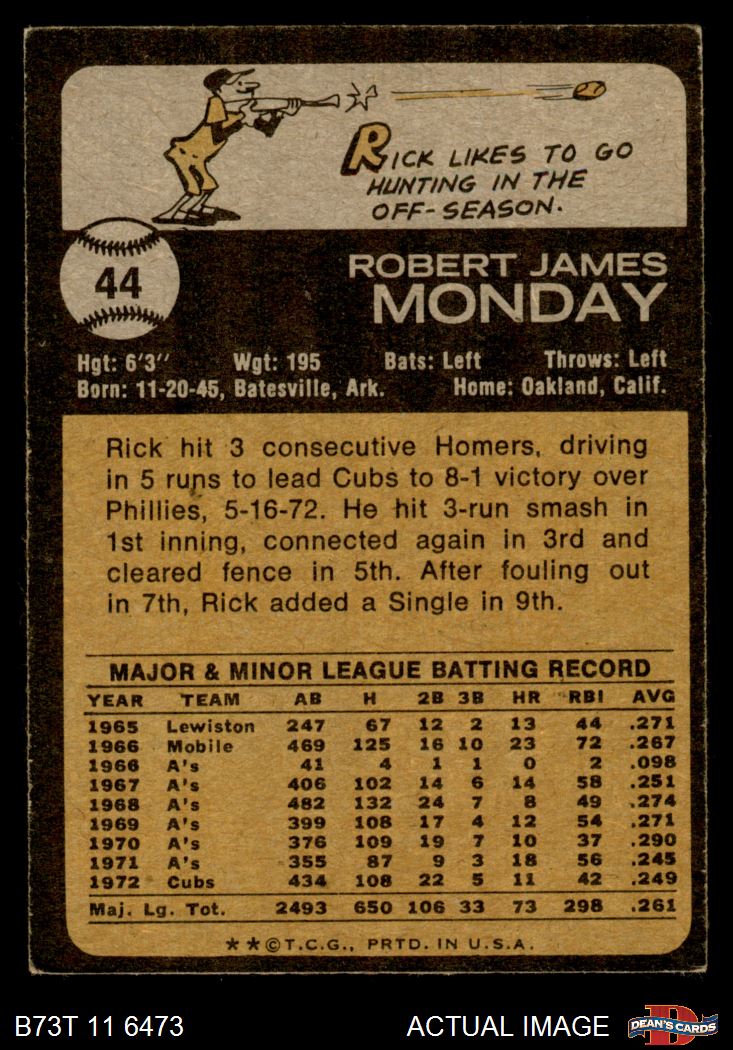 RICK LIKES TO GO
HUNTING IN THE
OFF-SEASON.
44
ROBERT JAMES
MONDAY
Hgt: 6'3" Wgt: 195 Bats: Left Throws: Left
Born: 11-20-45, Batesville, Ark. Home: Oakland, Calif.
Rick hit 3 consecutive Homers, driving
in 5 runs to lead Cubs to 8-1 victory over
Phillies, 5-16-72. He hit 3-run smash in
1st inning, connected again in 3rd and
cleared fence in 5th. After fouling out
in 7th, Rick added a Single in 9th.
MAJOR & MINOR LEAGUE BATTING RECORD
YEAR TEAM AB H 2B 3B HR RBI AVG
1965 Lewiston 247 67 12 2 13 44 .271
1966 Mobile 469 125 16 10 23 72 .267
1966 A's 41 4 1 1 0 2 .098
1967 A's 406 102 14 6 14 58 .251
1968 A's 482 132 24 7 8 49 .274
1969 A's 399 108 17 4 12 54 .271
1970 A's 376 109 19 7 10 37 .290
1971 A's 355 87 9 3 18 56 .245
1972 Cubs 434 108 22 5 11 42 .249
Maj. Lg. Tot. 2493 650 106 33 73 298 .261
**©T.C.G., PRTD. IN U.S.A.
B73T 11 6473 ACTUAL IMAGE D DEAN'S CARDS